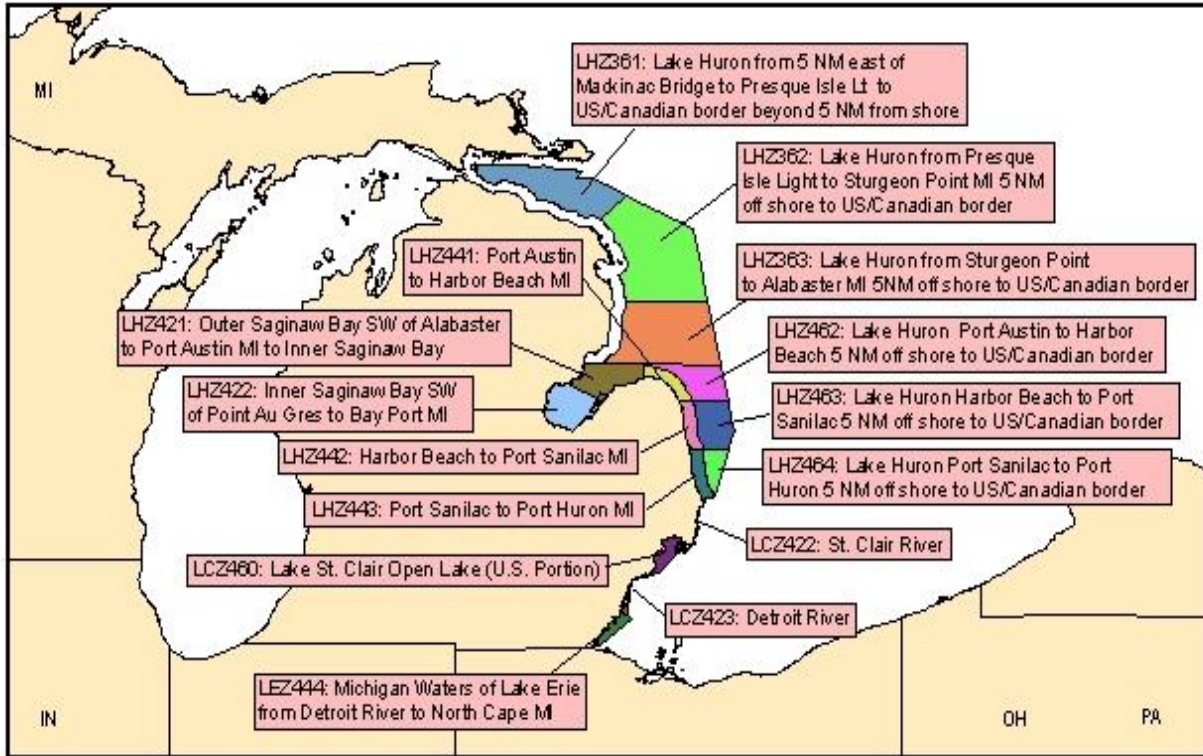 MI
LHZ361: Lake Huron from 5 NM east of
Mackinac Bridge to Presque Isle Lt to
US/Canadian border beyond 5 NM from shore
LHZ362: Lake Huron from Presque
Isle Light to Sturgeon Point MI 5 NM
off shore to US/Canadian border
LHZ441: Port Austin
to Harbor Beach MI
LHZ363: Lake Huron from Sturgeon Point
to Alabaster MI 5NM off shore to US/Canadian border
LHZ421: Outer Saginaw Bay SW of Alabaster
to Port Austin MI to Inner Saginaw Bay
LHZ462: Lake Huron Port Austin to Harbor
Beach 5 NM off shore to US/Canadian border
LHZ422: Inner Saginaw Bay SW
of Point Au Gres to Bay Port MI
LHZ463: Lake Huron Harbor Beach to Port
Sanilac 5 NM off shore to US/Canadian border
LHZ442: Harbor Beach to Port Sanilac MI
LHZ464: Lake Huron Port Sanilac to Port
Huron 5 NM off shore to US/Canadian border
LHZ443: Port Sanilac to Port Huron MI
LCZ422: St. Clair River
LCZ460: Lake St. Clair Open Lake (U.S. Portion)
LCZ423: Detroit River
LEZ444: Michigan Waters of Lake Erie
from Detroit River to North Cape MI
IN
OH
PA